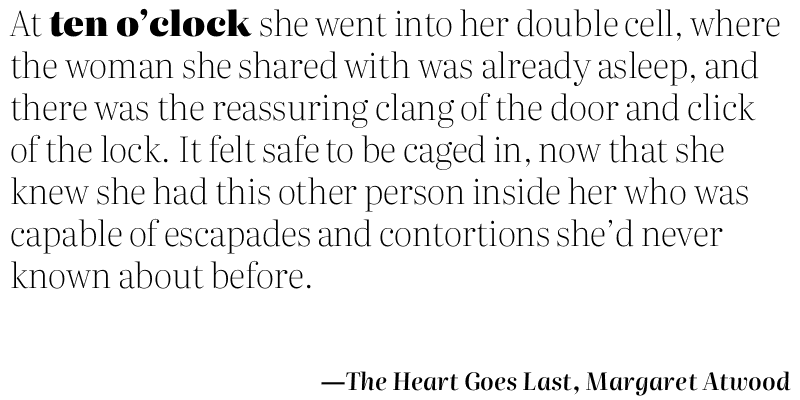 At ten o’clock she went into her double cell, where
the woman she shared with was already asleep, and
there was the reassuring clang of the door and click
of the lock. It felt safe to be caged in, now that she
knew she had this other person inside her who was
capable of escapades and contortions she’d never
known about before.
—The Heart Goes Last, Margaret Atwood